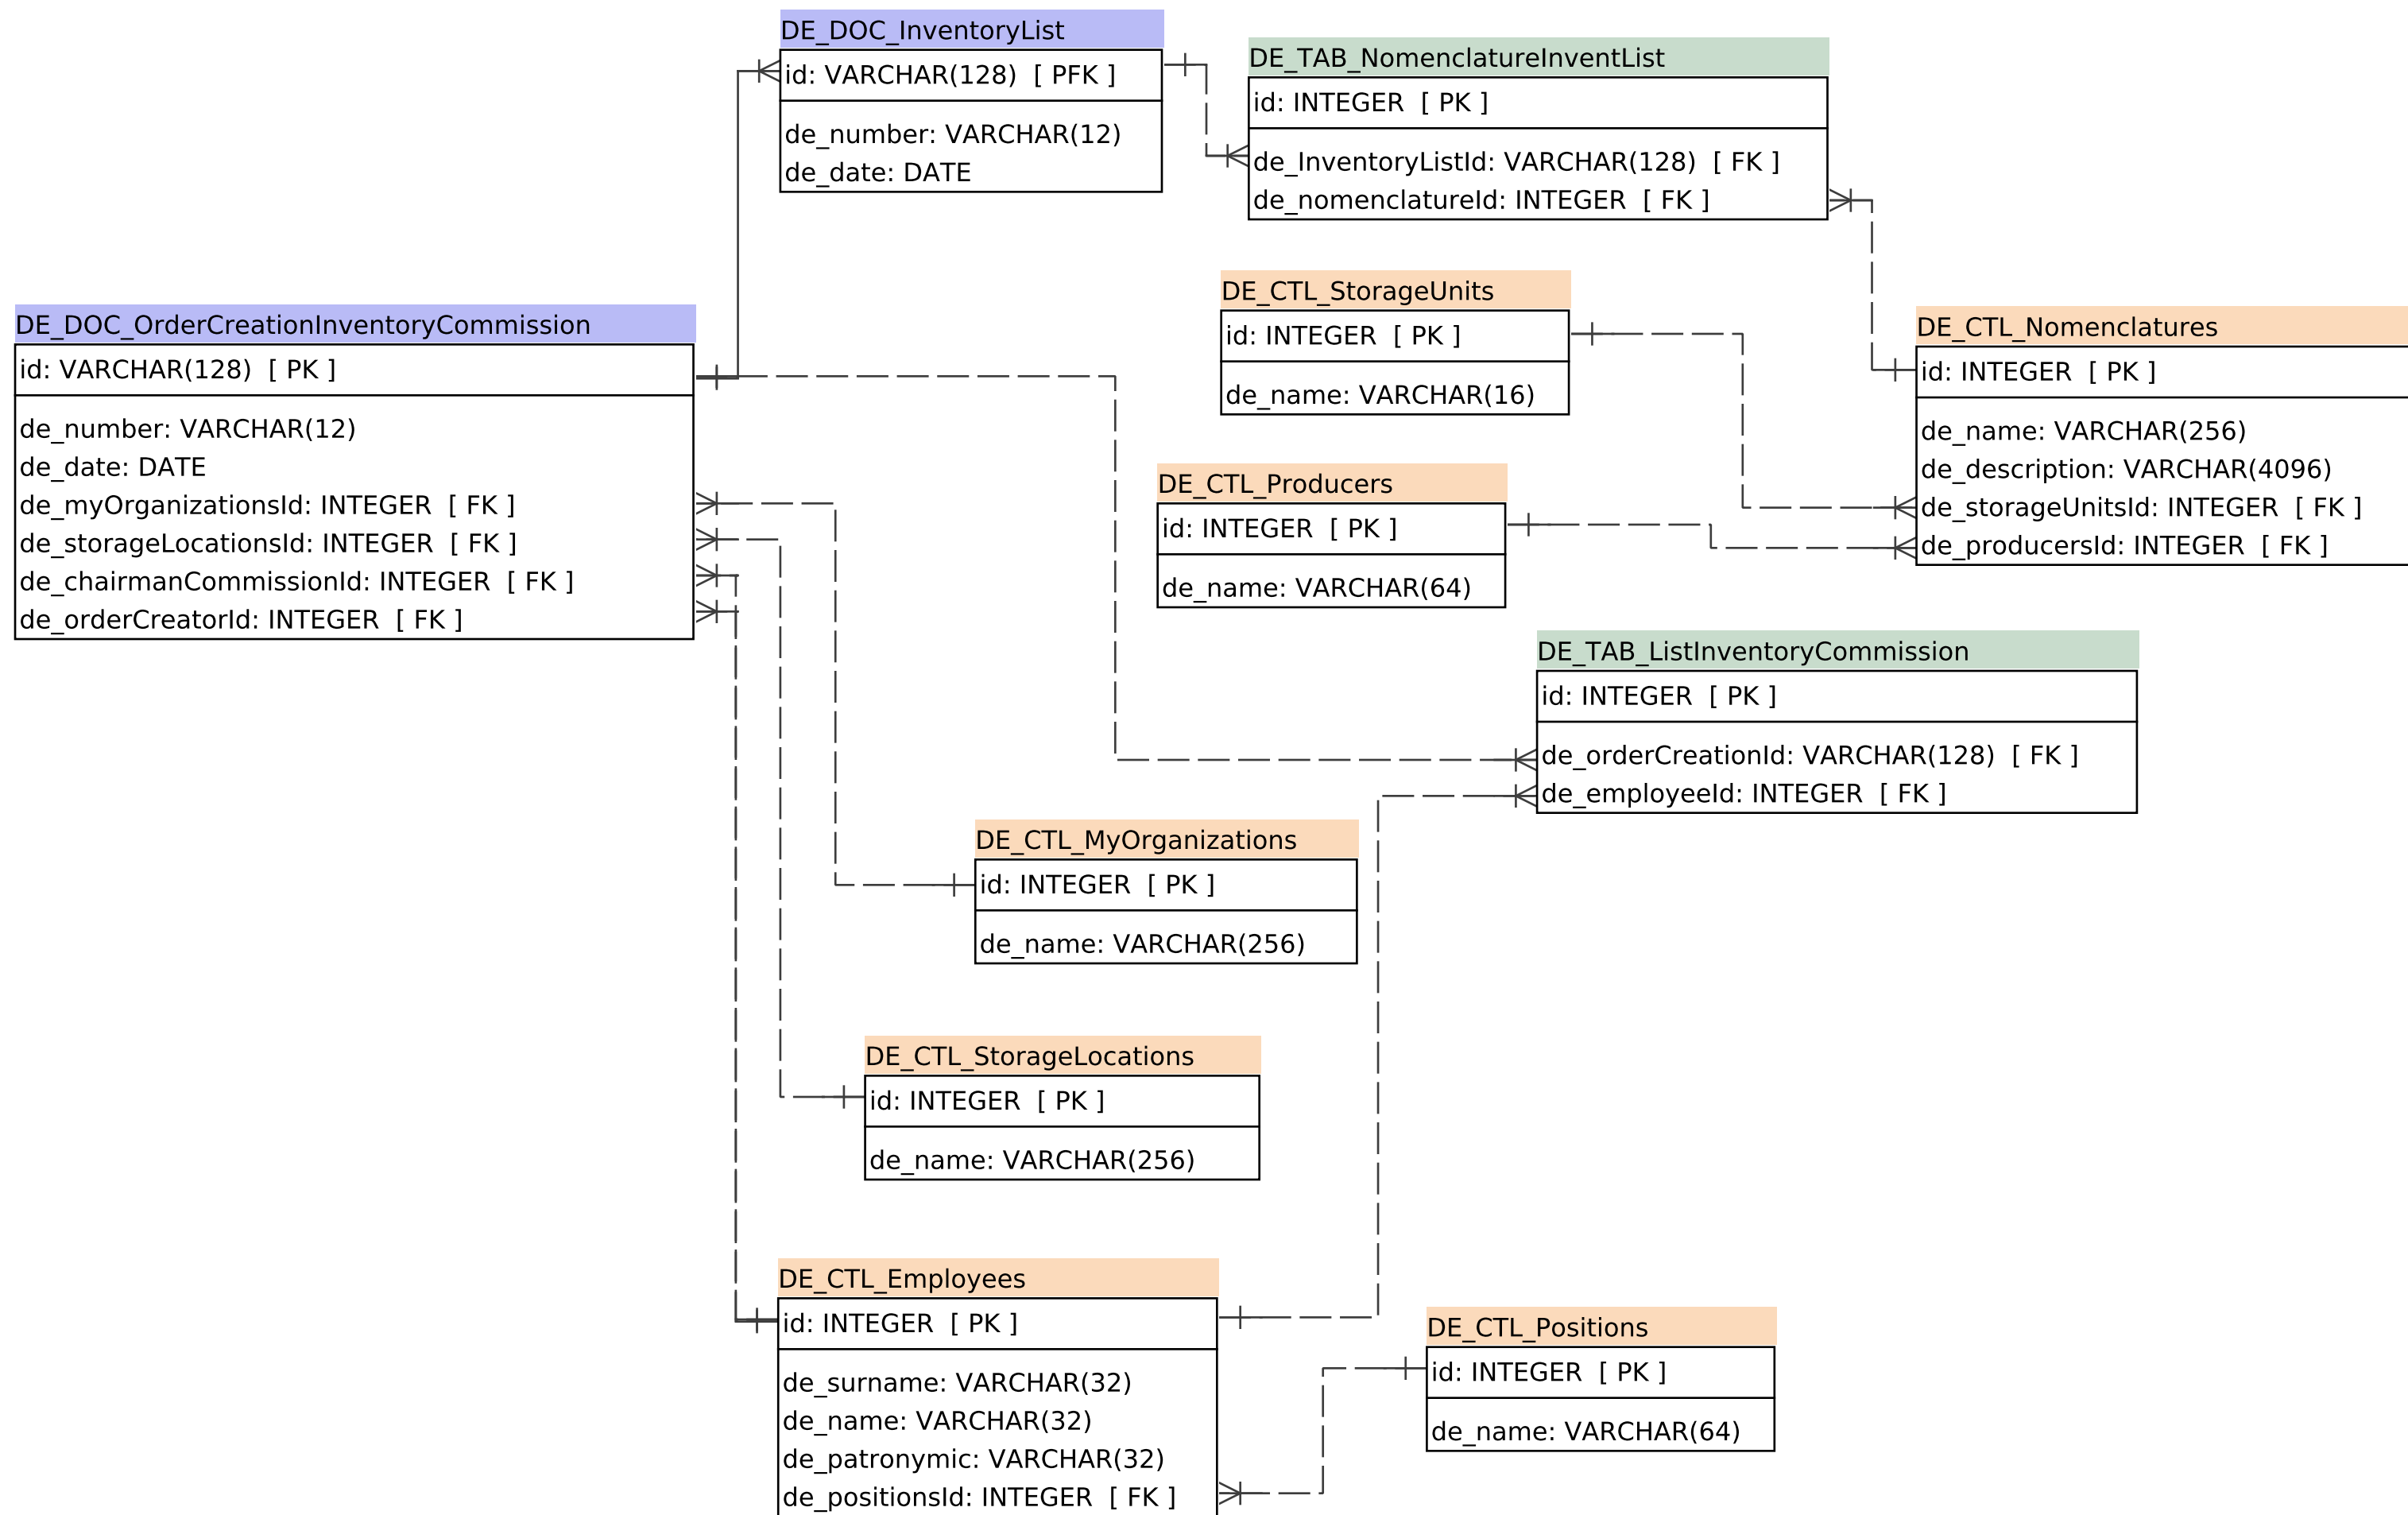 DE_DOC_InventoryList
id: VARCHAR(128) [ PFK ]
de_number: VARCHAR(12)
de_date: DATE
DE_TAB_NomenclatureInventList
id: INTEGER [ PK ]
de_InventoryListId: VARCHAR(128) [ FK ]
de_nomenclatureId: INTEGER [ FK ]
DE_DOC_OrderCreationInventoryCommission
id: VARCHAR(128) [ PK ]
de_number: VARCHAR(12)
de_date: DATE
de_myOrganizationsId: INTEGER [ FK ]
de_storageLocationsId: INTEGER [ FK ]
de_chairmanCommissionId: INTEGER [ FK ]
de_orderCreatorId: INTEGER [ FK ]
DE_CTL_StorageUnits
id: INTEGER [ PK ]
de_name: VARCHAR(16)
DE_CTL_Nomenclatures
id: INTEGER [ PK ]
de_name: VARCHAR(256)
de_description: VARCHAR(4096)
de_storageUnitsId: INTEGER [ FK ]
de_producersId: INTEGER [ FK ]
DE_CTL_Producers
id: INTEGER [ PK ]
de_name: VARCHAR(64)
DE_TAB_ListInventoryCommission
id: INTEGER [ PK ]
de_orderCreationId: VARCHAR(128) [ FK ]
de_employeeId: INTEGER [ FK ]
DE_CTL_MyOrganizations
id: INTEGER [ PK ]
de_name: VARCHAR(256)
DE_CTL_StorageLocations
id: INTEGER [ PK ]
de_name: VARCHAR(256)
DE_CTL_Employees
id: INTEGER [ PK ]
de_surname: VARCHAR(32)
de_name: VARCHAR(32)
de_patronymic: VARCHAR(32)
de_positionsId: INTEGER [ FK ]
DE_CTL_Positions
id: INTEGER [ PK ]
de_name: VARCHAR(64)